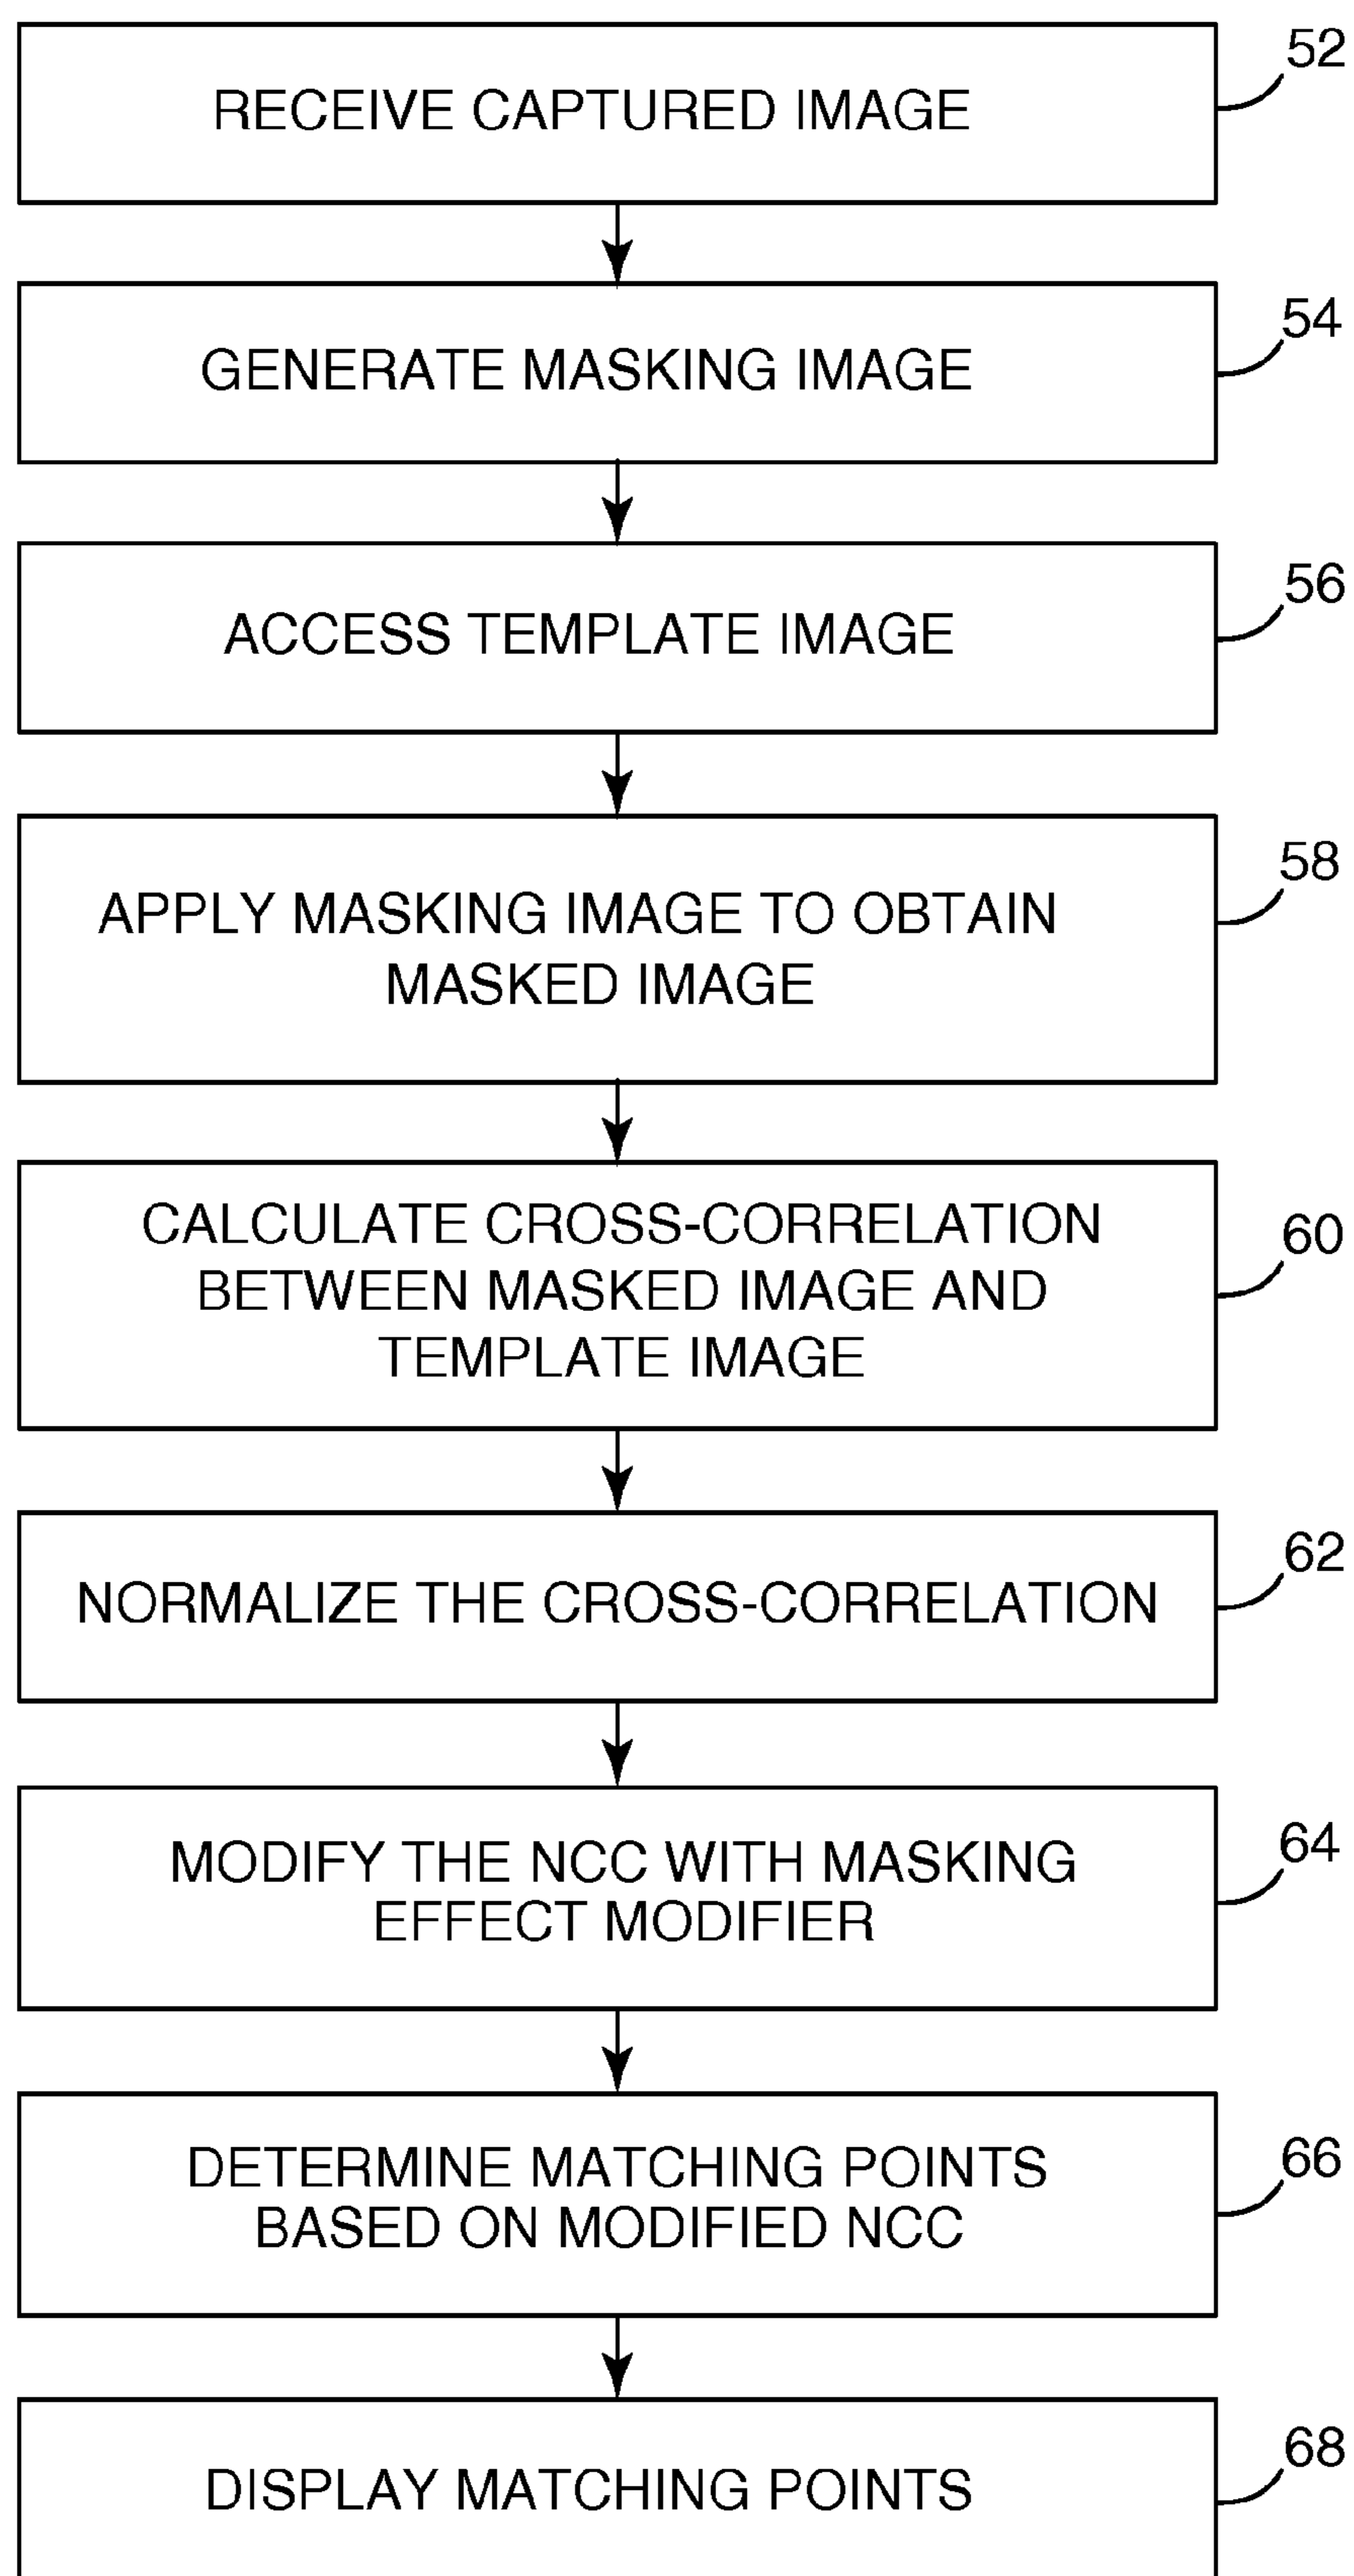 52
RECEIVE CAPTURED IMAGE
54
GENERATE MASKING IMAGE
56
ACCESS TEMPLATE IMAGE
58
APPLY MASKING IMAGE TO OBTAIN
MASKED IMAGE
60
CALCULATE CROSS-CORRELATION
BETWEEN MASKED IMAGE AND
TEMPLATE IMAGE
62
NORMALIZE THE CROSS-CORRELATION
64
MODIFY THE NCC WITH MASKING
EFFECT MODIFIER
66
DETERMINE MATCHING POINTS
BASED ON MODIFIED NCC
68
DISPLAY MATCHING POINTS